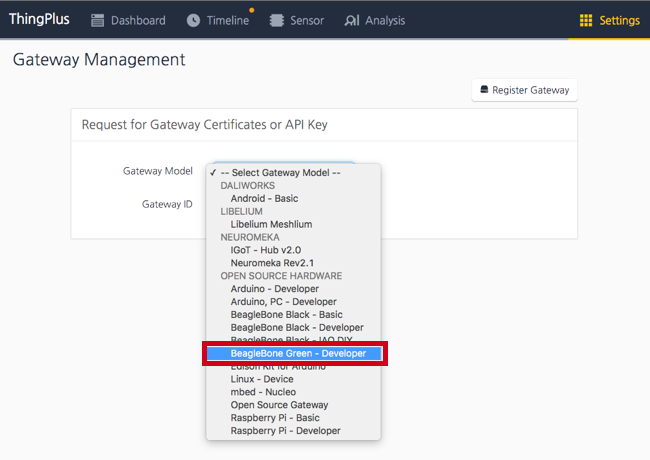 ThingPlus Dashboard Timeline Sensor Analysis Settings
Gateway Management
Register Gateway
Request for Gateway Certificates or API Key
Gateway Model
Gateway ID
✓ -- Select Gateway Model --
DALIWORKS
Android - Basic
LIBELIUM
Libelium Meshlium
NEUROMEKA
IGoT - Hub v2.0
Neuromeka Rev2.1
OPEN SOURCE HARDWARE
Arduino - Developer
Arduino, PC - Developer
BeagleBone Black - Basic
BeagleBone Black - Developer
BeagleBone Black - IAQ DIY
BeagleBone Green - Developer
Edison Kit for Arduino
Linux - Device
mbed - Nucleo
Open Source Gateway
Raspberry Pi - Basic
Raspberry Pi - Developer